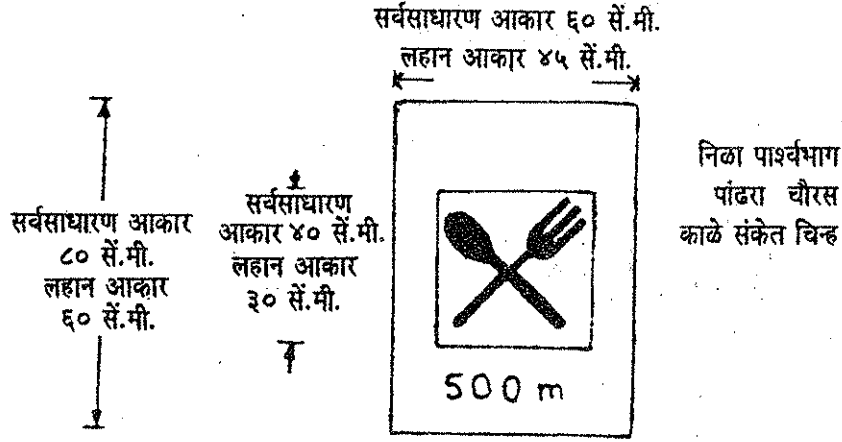 सर्वसाधारण आकार ६० सें.मी.
लहान आकार ४५ सें.मी.
सर्वसाधारण आकार
८० सें.मी.
लहान आकार
६० सें.मी.
सर्वसाधारण
आकार ४० सें.मी.
लहान आकार
३० सें.मी.
500 m
निळा पार्श्वभाग
पांढरा चौरस
काळे संकेत चिन्ह